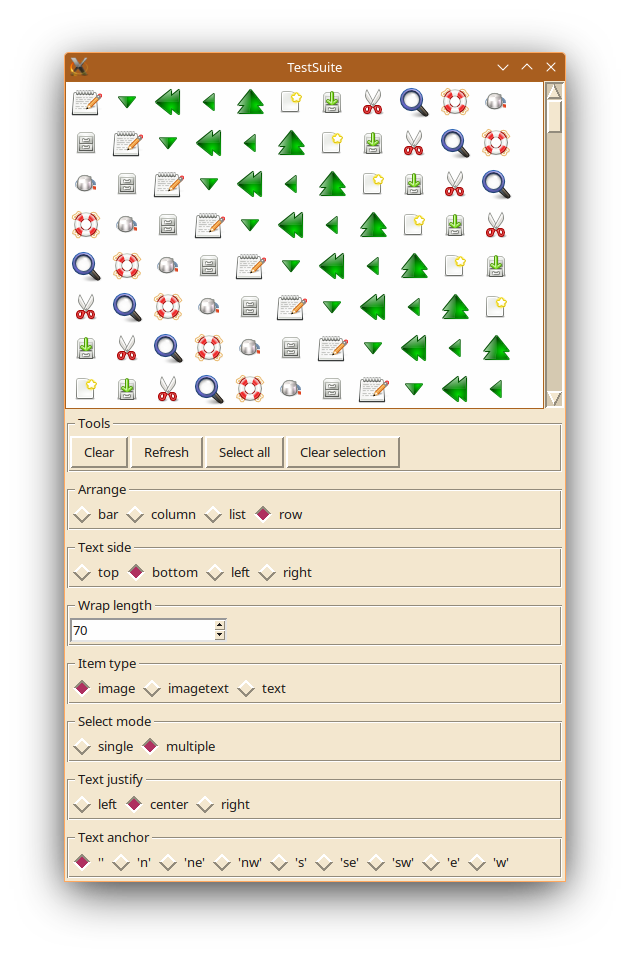 TestSuite
Tools
Clear Refresh Select all Clear selection
Arrange
bar column list row
Text side
top bottom left right
Wrap length
70
Item type
image imagetext text
Select mode
single multiple
Text justify
left center right
Text anchor
'' 'n' 'ne' 'nw' 's' 'se' 'sw' 'e' 'w'